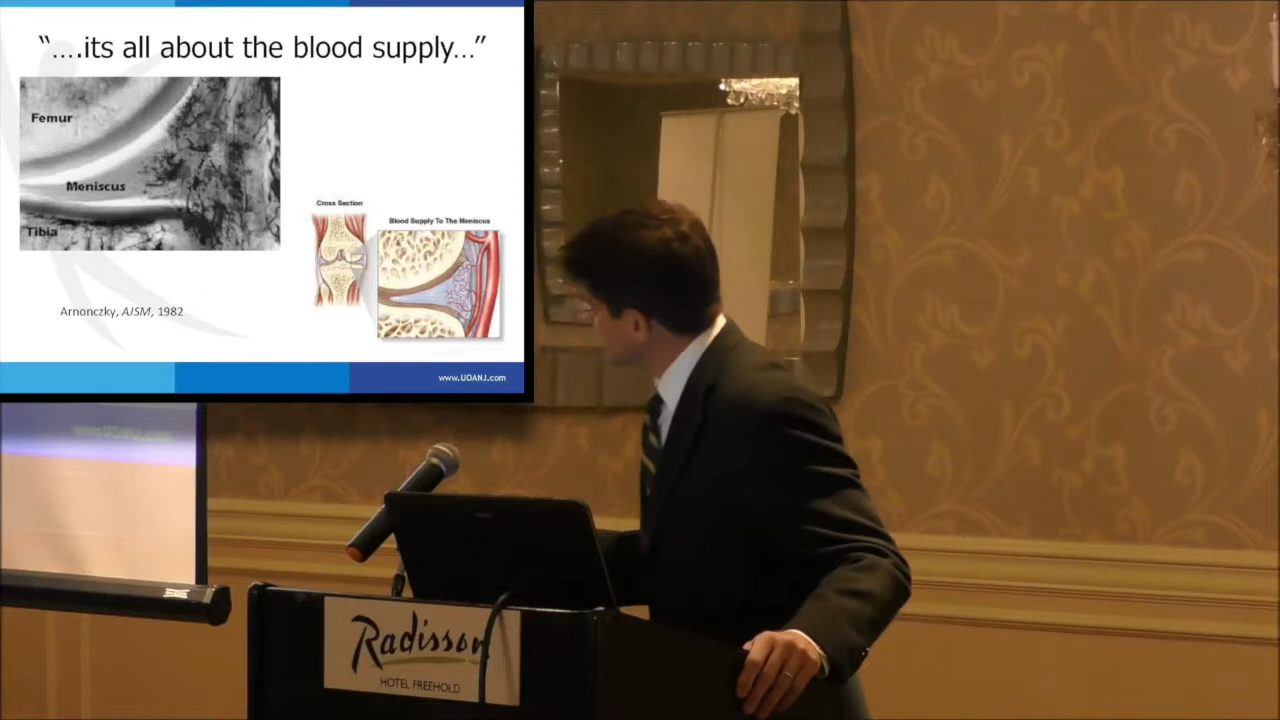 “….its all about the blood supply…”
Femur
Meniscus
Tibia
Cross Section
Blood Supply To The Meniscus
Arnonczky, AJSM, 1982
www.UOANJ.com
Radisson
HOTEL FREEHOLD